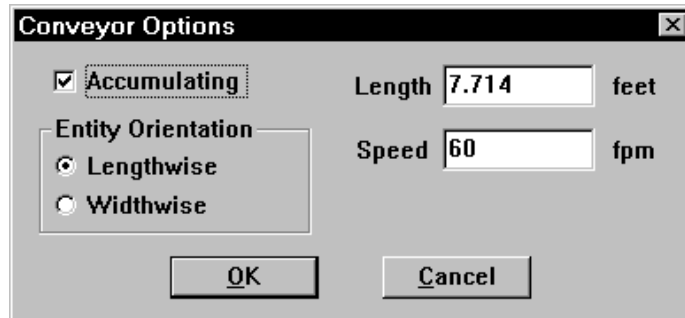 Conveyor Options
Accumulating
Length 7.714 feet
Entity Orientation
Speed 60 fpm
Lengthwise
Widthwise
OK Cancel